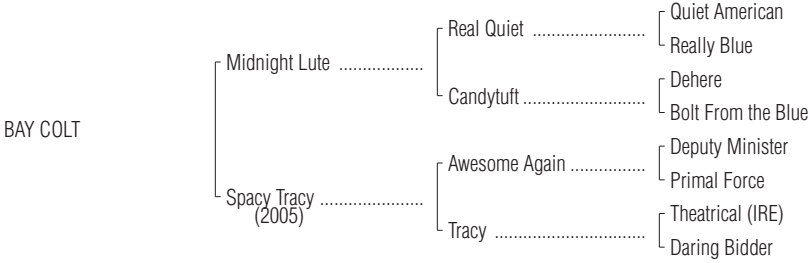 Quiet American
Real Quiet ........................
Really Blue
Midnight Lute ..................
Dehere
Candytuft ..........................
Bolt From the Blue
BAY COLT
Deputy Minister
Awesome Again ................
Primal Force
Spacy Tracy ......................
(2005)
Theatrical (IRE)
Tracy ................................
Daring Bidder